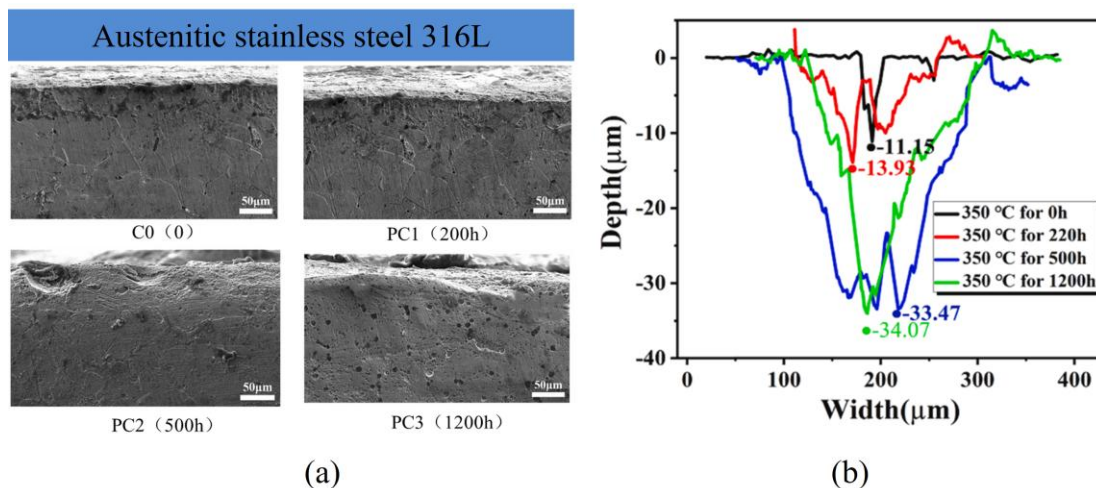 Austenitic stainless steel 316L
50μm
50μm
C0（0）
PC1（200h）
50μm
50μm
PC2（500h）
PC3（1200h）
(a)
0
-10
-20
-30
-40
Depth(μm)
-11.15
-13.93
-33.47
-34.07
350 ℃ for 0h
350 ℃ for 220h
350 ℃ for 500h
350 ℃ for 1200h
0
100
200
300
400
Width(μm)
(b)